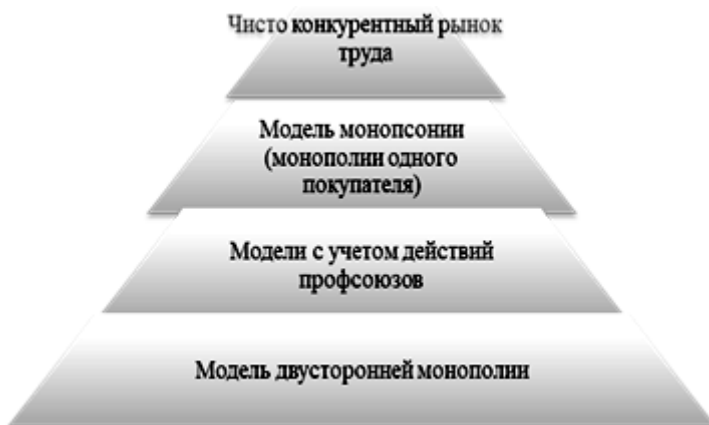 Чисто конкурентный рынок
труда
Модель монопсонии
(монополии одного
покупателя)
Модели с учетом действий
профсоюзов
Модель двусторонней монополии